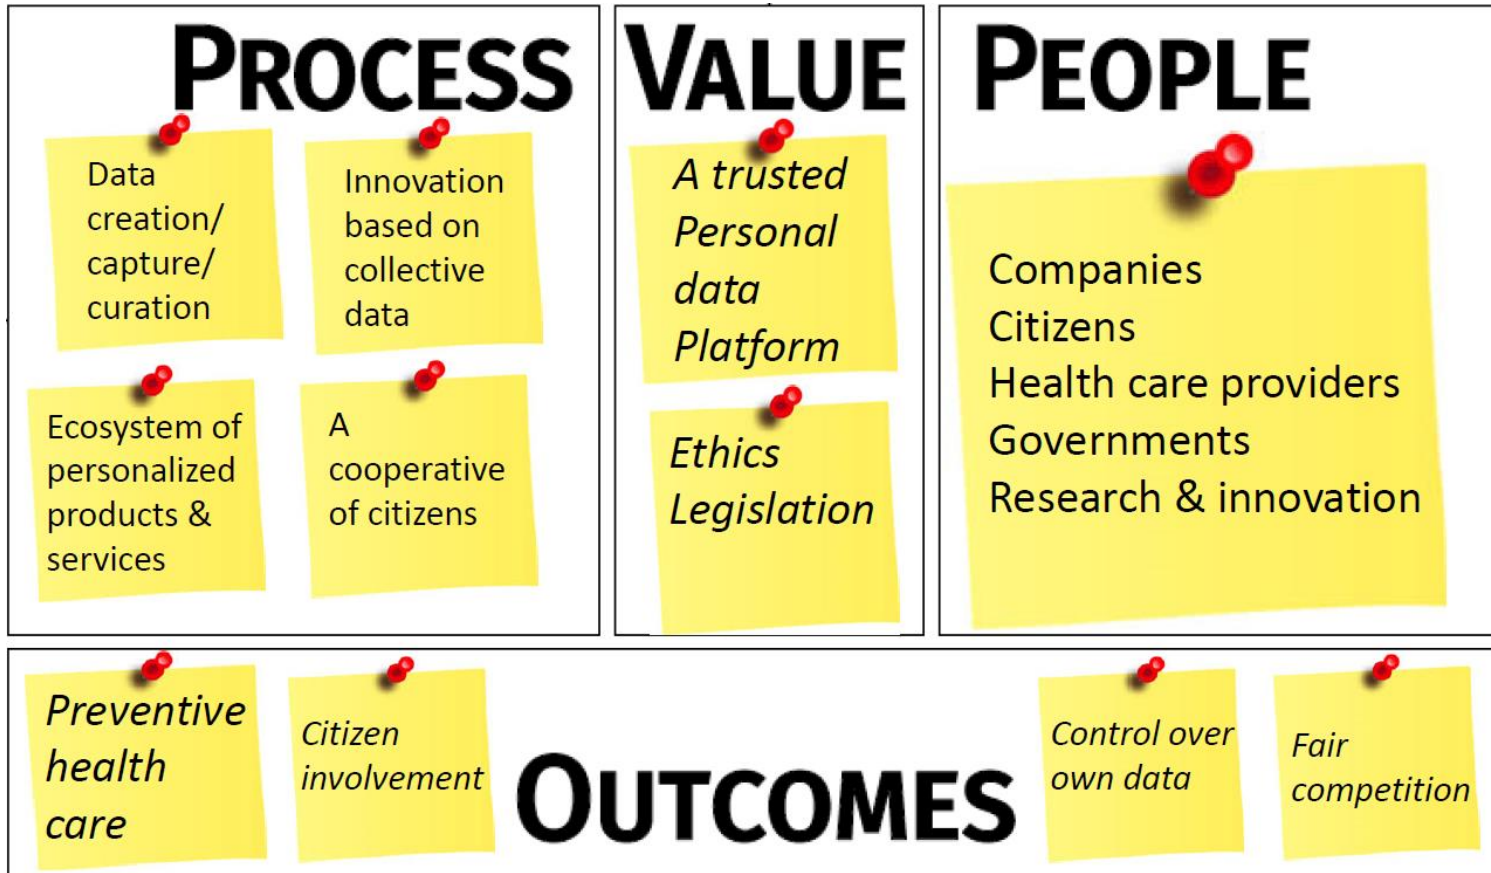 PROCESS
Data
creation/
capture/
curation
Innovation
based on
collective
data
Ecosystem of
personalized
products &
services
A
cooperative
of citizens
VALUE
A trusted
Personal
data
Platform
Ethics
Legislation
PEOPLE
Companies
Citizens
Health care providers
Governments
Research & innovation
Preventive
health
care
Citizen
involvement
OUTCOMES
Control over
own data
Fair
competition